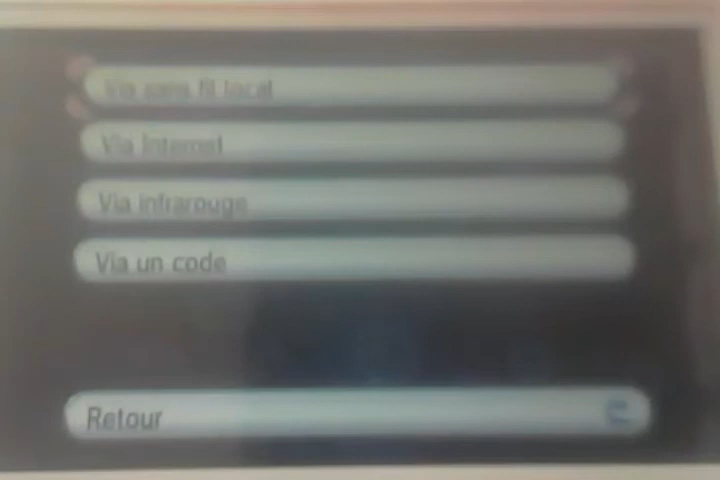 Via sans fil local
Via Internet
Via infrarouge
Via un code
Retour